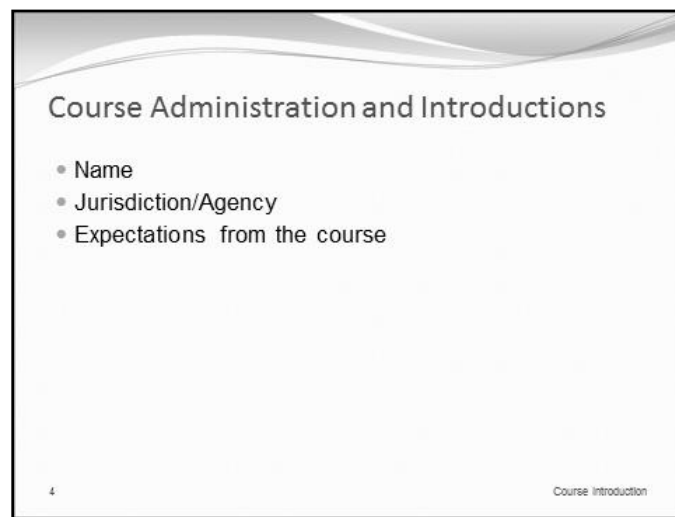 Course Administration and Introductions
• Name
• Jurisdiction/Agency
• Expectations from the course
4
Course Introduction